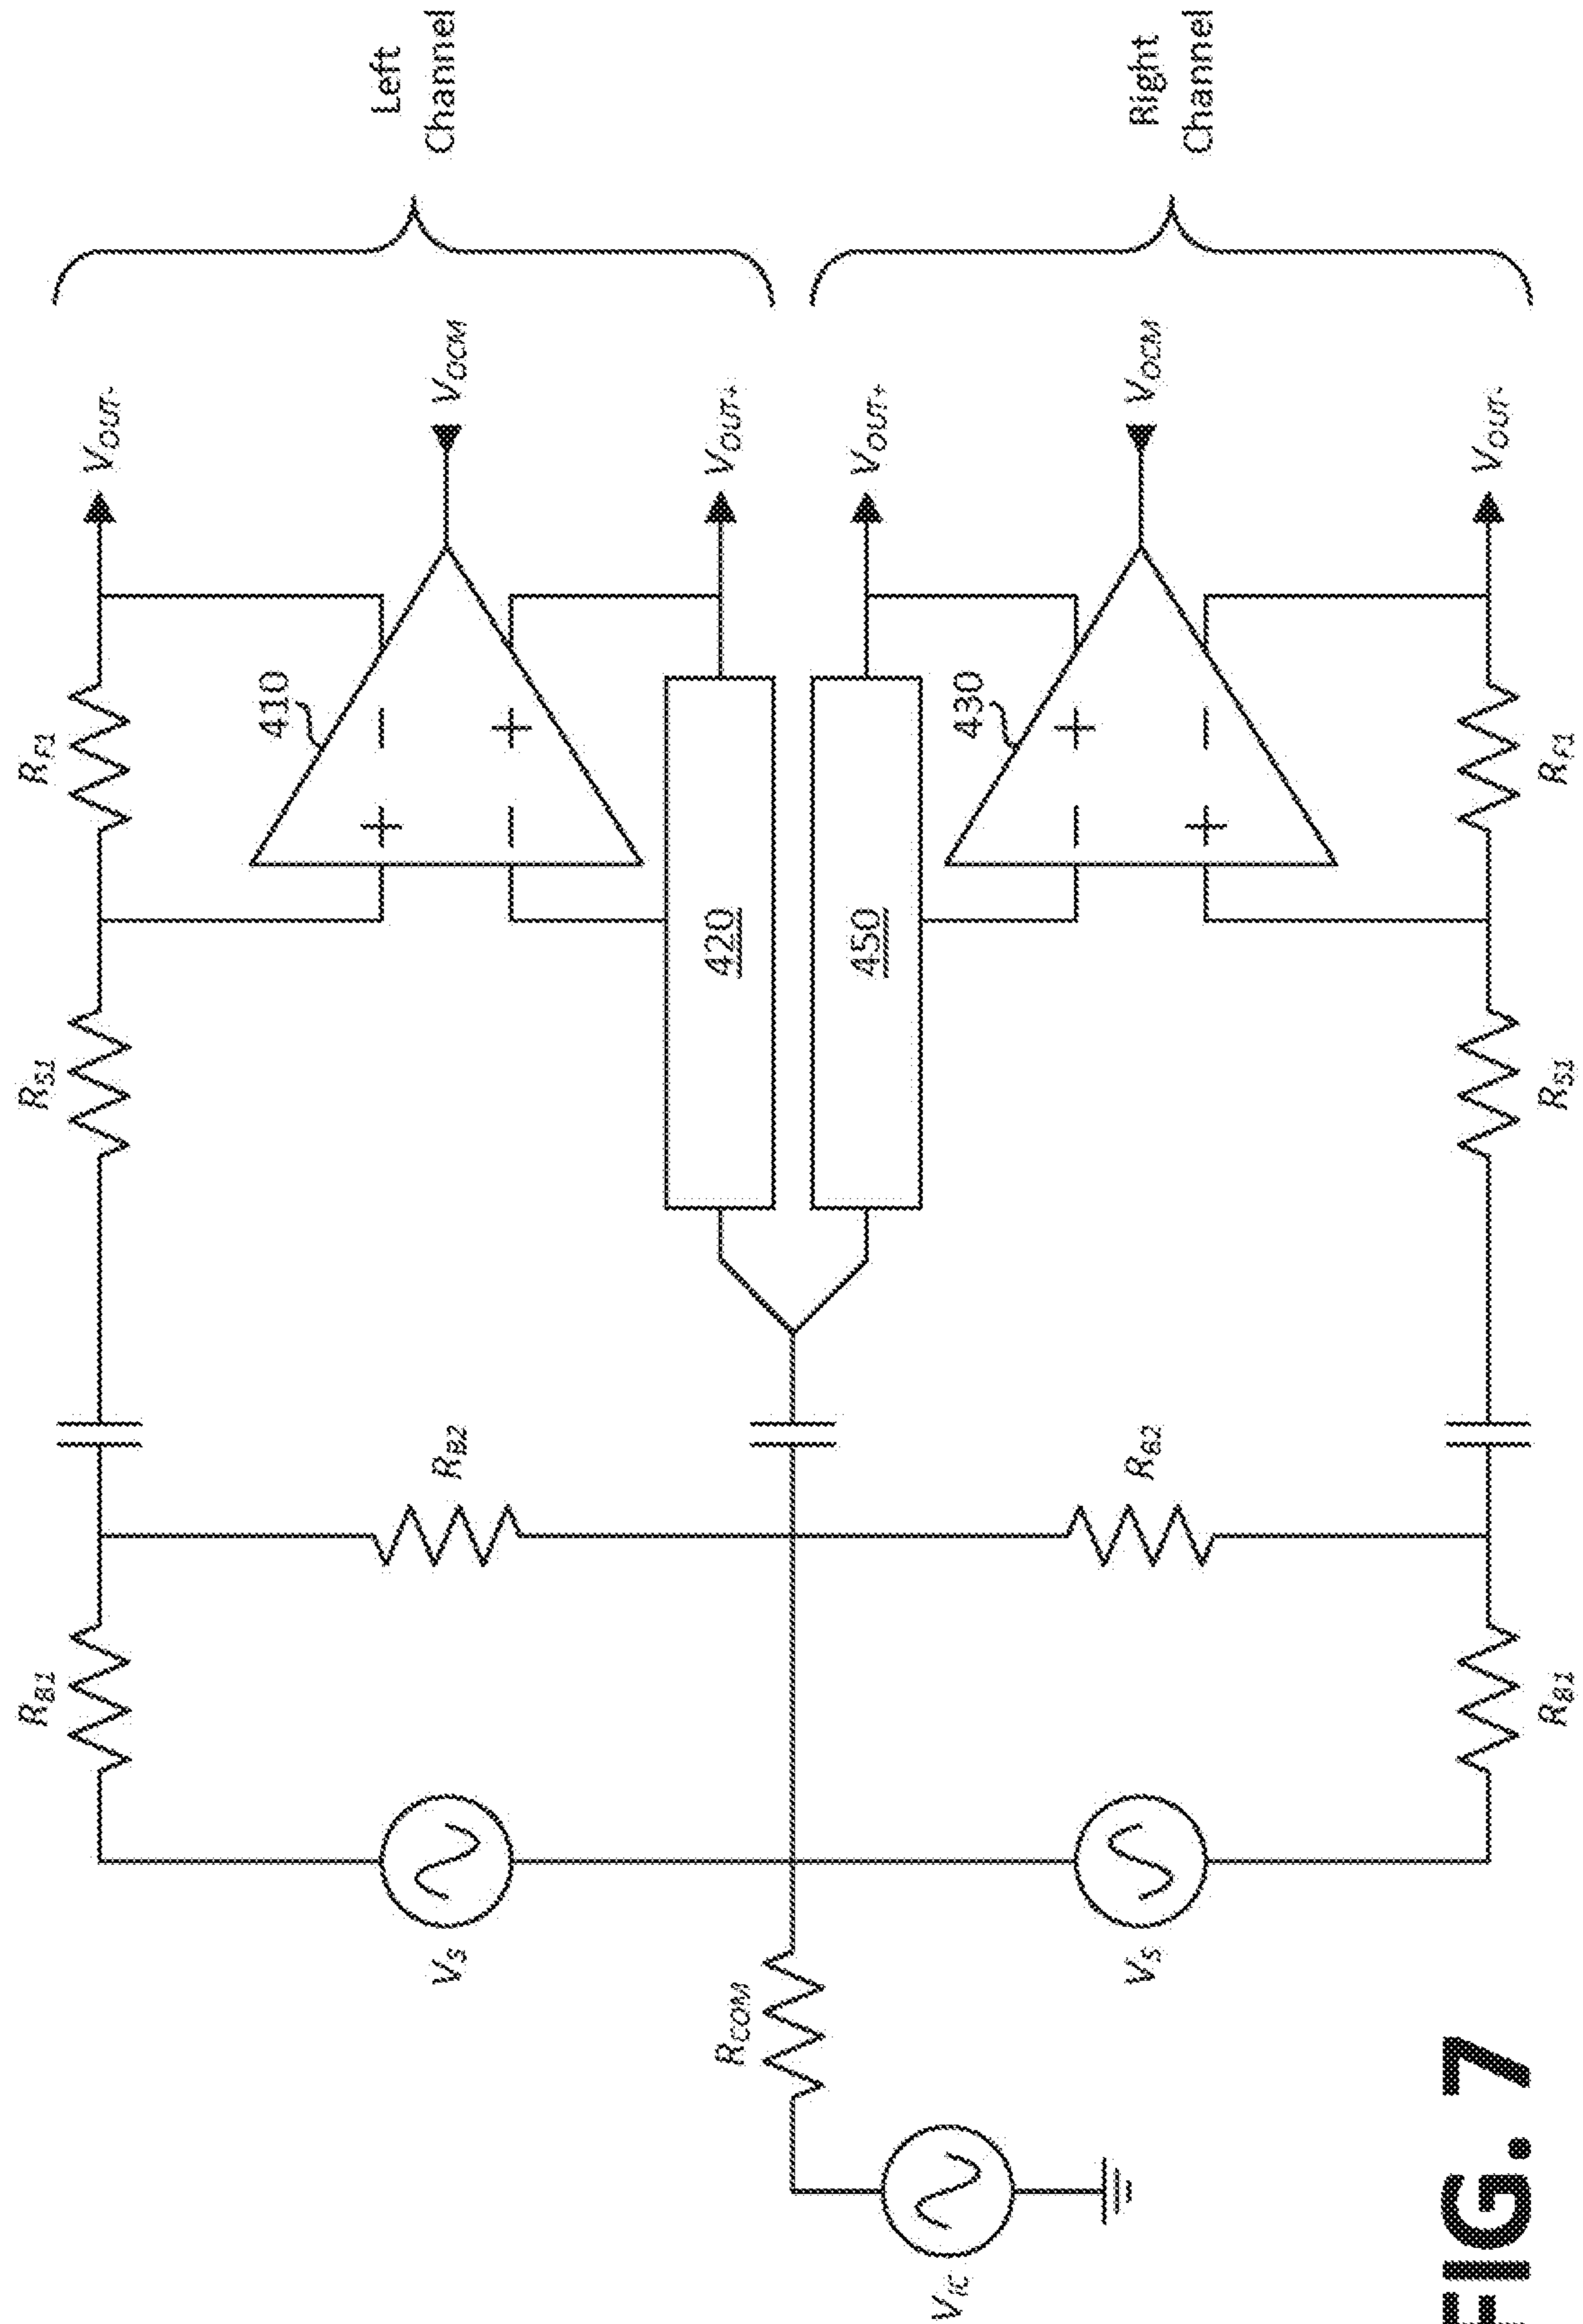 Left
Channel
Right
Channel
VOUT-
VOCM
VOUT+
VOUT+
VOCM
VOUT-
RF1
410
430
RF1
RS1
420
450
RS1
+ -
- +
- +
+ -
RB2
RB2
RB1
RB1
VS
VS
RCOM
VIC
FIG. 7